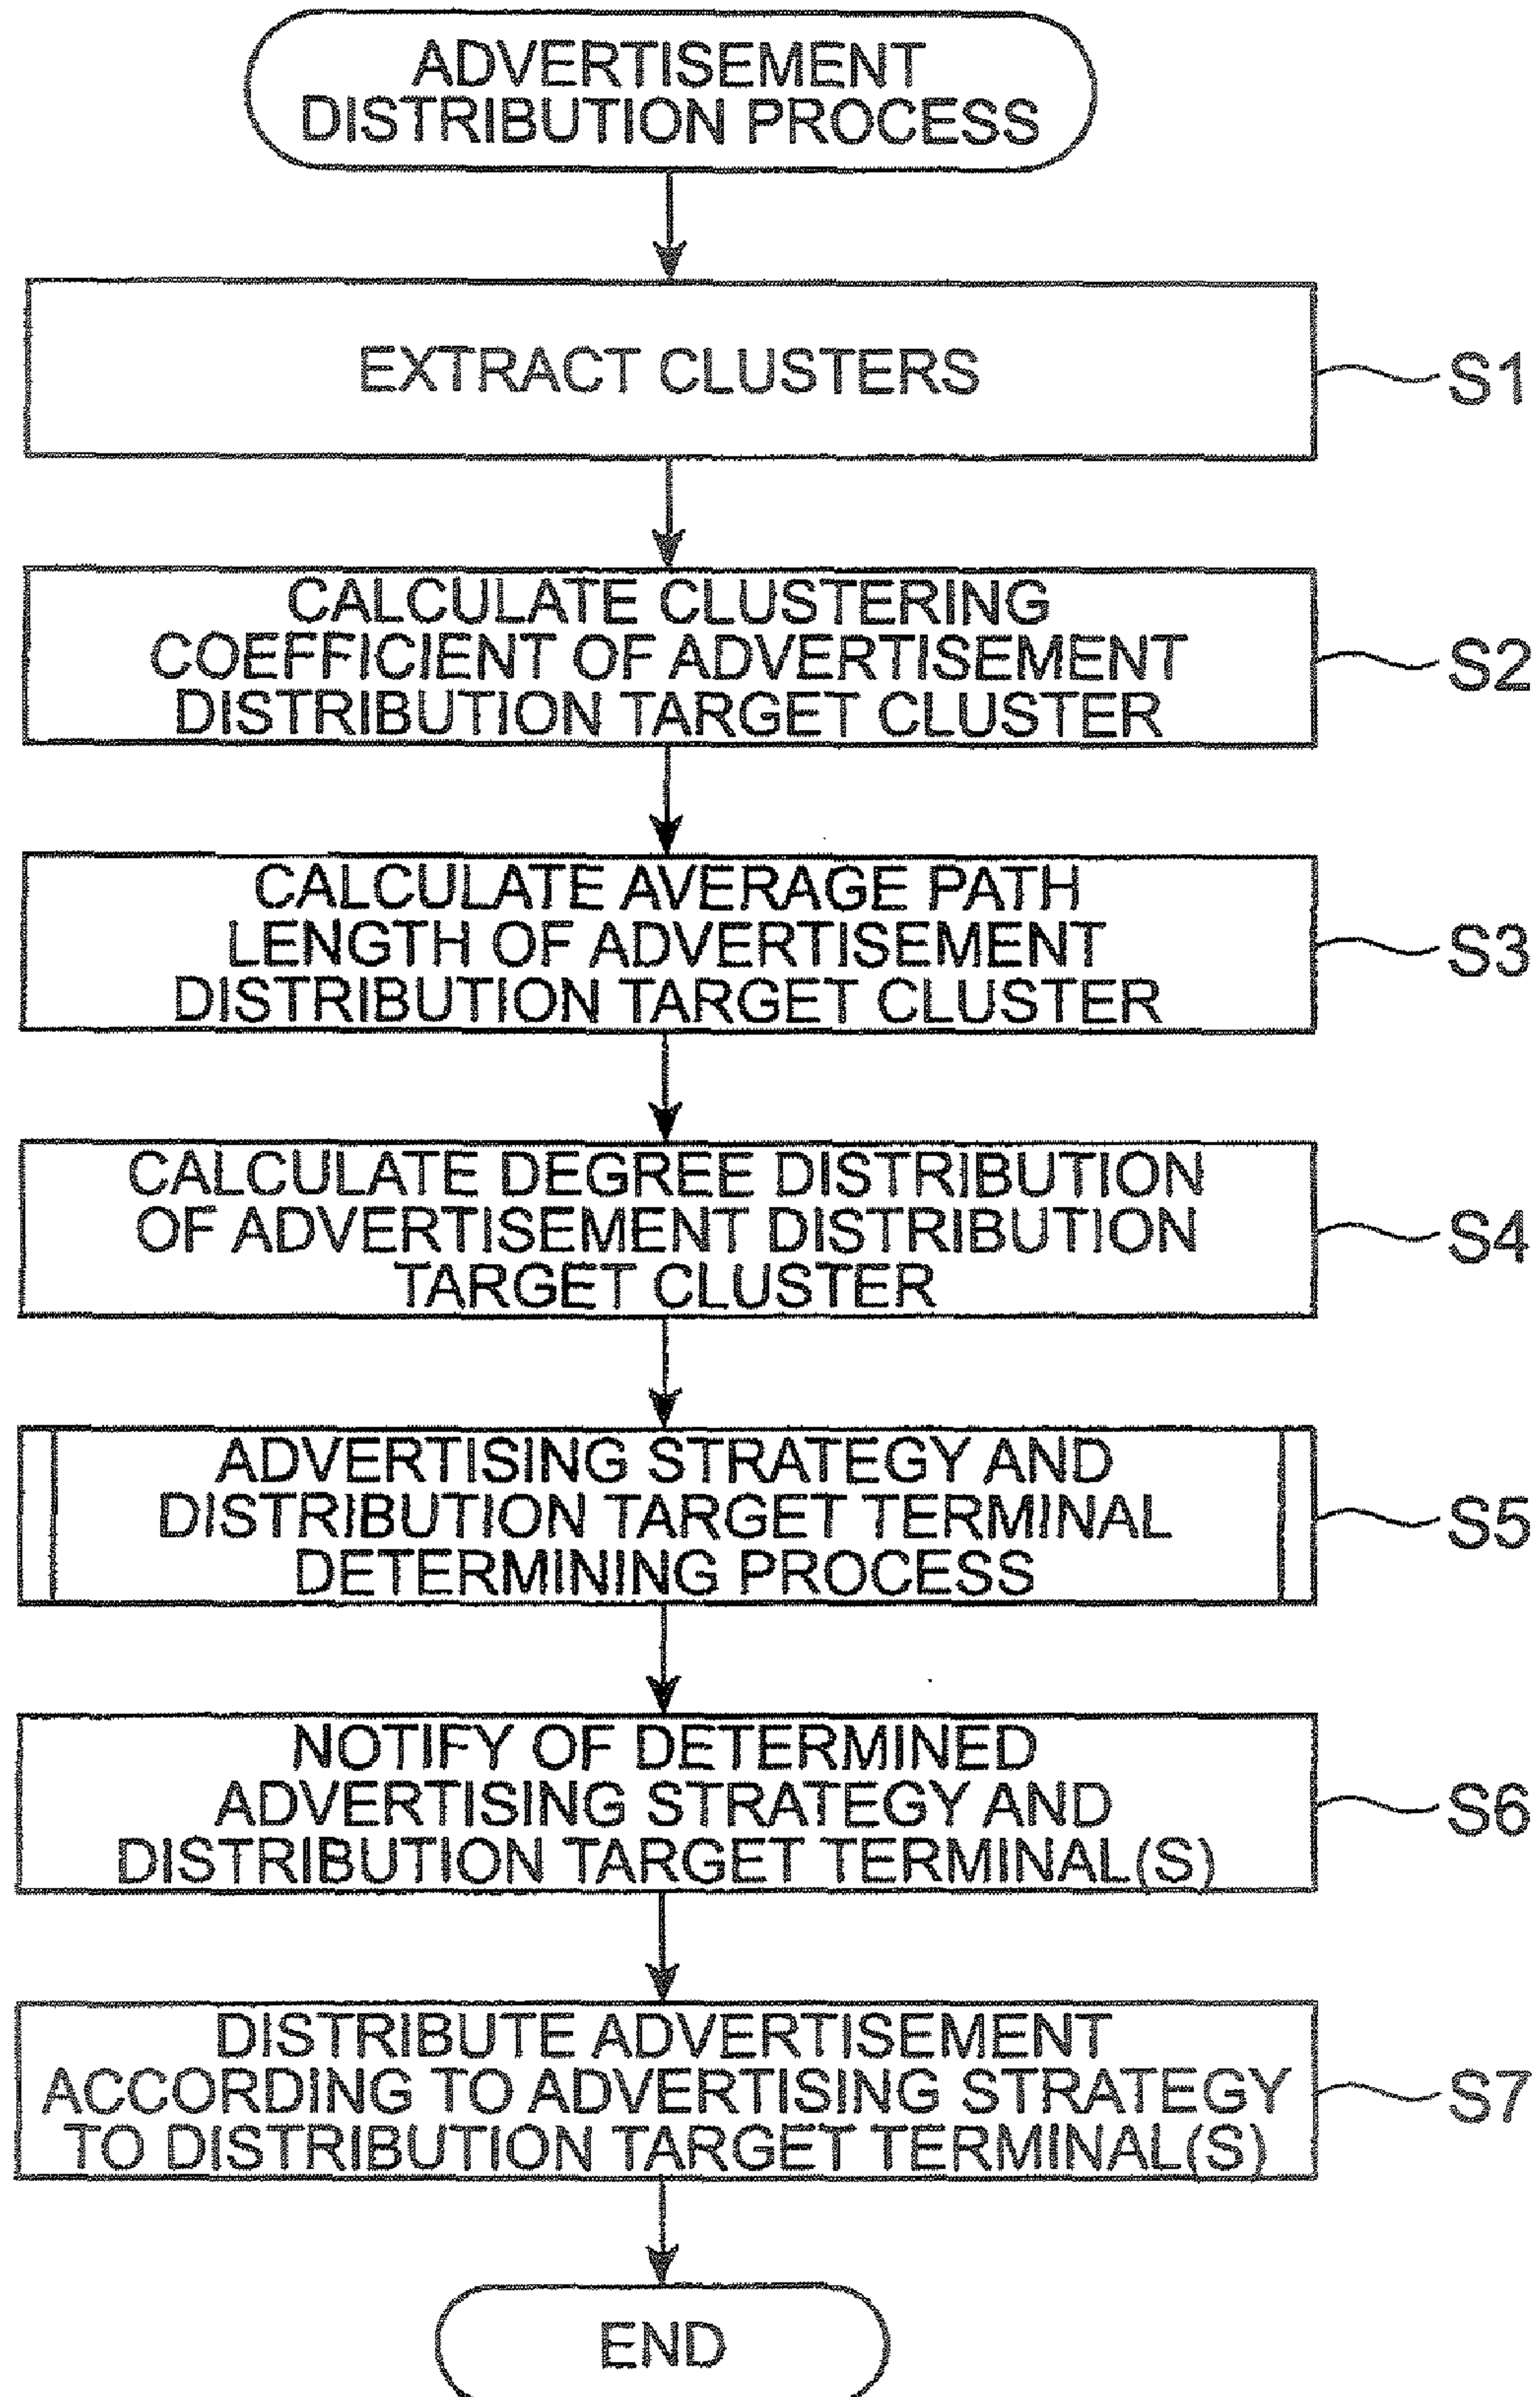 ADVERTISEMENT
DISTRIBUTION PROCESS
EXTRACT CLUSTERS
S1
CALCULATE CLUSTERING
COEFFICIENT OF ADVERTISEMENT
DISTRIBUTION TARGET CLUSTER
S2
CALCULATE AVERAGE PATH
LENGTH OF ADVERTISEMENT
DISTRIBUTION TARGET CLUSTER
S3
CALCULATE DEGREE DISTRIBUTION
OF ADVERTISEMENT DISTRIBUTION
TARGET CLUSTER
S4
ADVERTISING STRATEGY AND
DISTRIBUTION TARGET TERMINAL
DETERMINING PROCESS
S5
NOTIFY OF DETERMINED
ADVERTISING STRATEGY AND
DISTRIBUTION TARGET TERMINAL(S)
S6
DISTRIBUTE ADVERTISEMENT
ACCORDING TO ADVERTISING STRATEGY
TO DISTRIBUTION TARGET TERMINAL(S)
S7
END